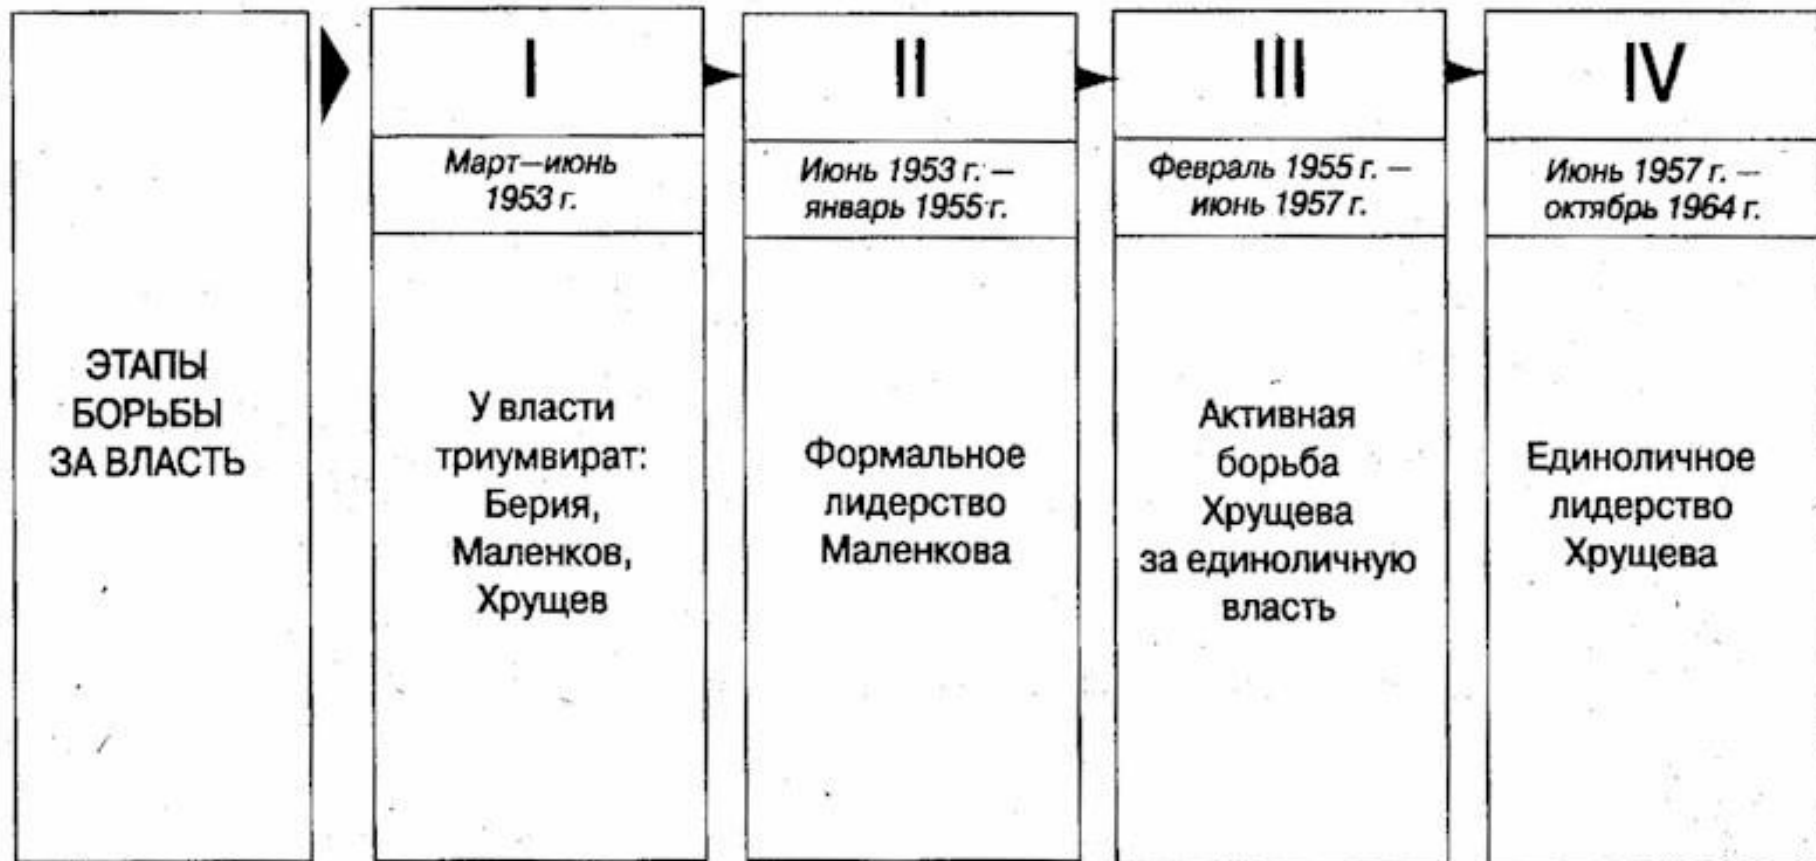 ЭТАПЫ
БОРЬБЫ
ЗА ВЛАСТЬ
I
Март—июнь
1953 г.
У власти
триумвират:
Берия,
Маленков,
Хрущев
II
Июнь 1953 г. —
январь 1955 г.
Формальное
лидерство
Маленкова
III
Февраль 1955 г. —
июнь 1957 г.
Активная
борьба
Хрущева
за единоличную
власть
IV
Июнь 1957 г. —
октябрь 1964 г.
Единоличное
лидерство
Хрущева